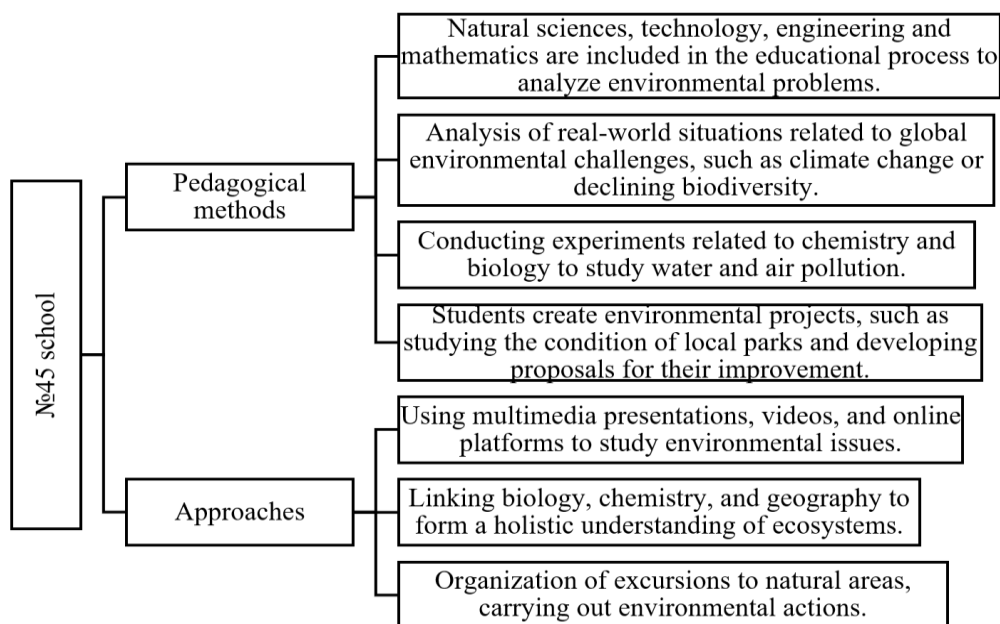 №45 school
Pedagogical
methods
Natural sciences, technology, engineering and
mathematics are included in the educational process to
analyze environmental problems.
Analysis of real-world situations related to global
environmental challenges, such as climate change or
declining biodiversity.
Conducting experiments related to chemistry and
biology to study water and air pollution.
Students create environmental projects, such as
studying the condition of local parks and developing
proposals for their improvement.
Approaches
Using multimedia presentations, videos, and online
platforms to study environmental issues.
Linking biology, chemistry, and geography to
form a holistic understanding of ecosystems.
Organization of excursions to natural areas,
carrying out environmental actions.